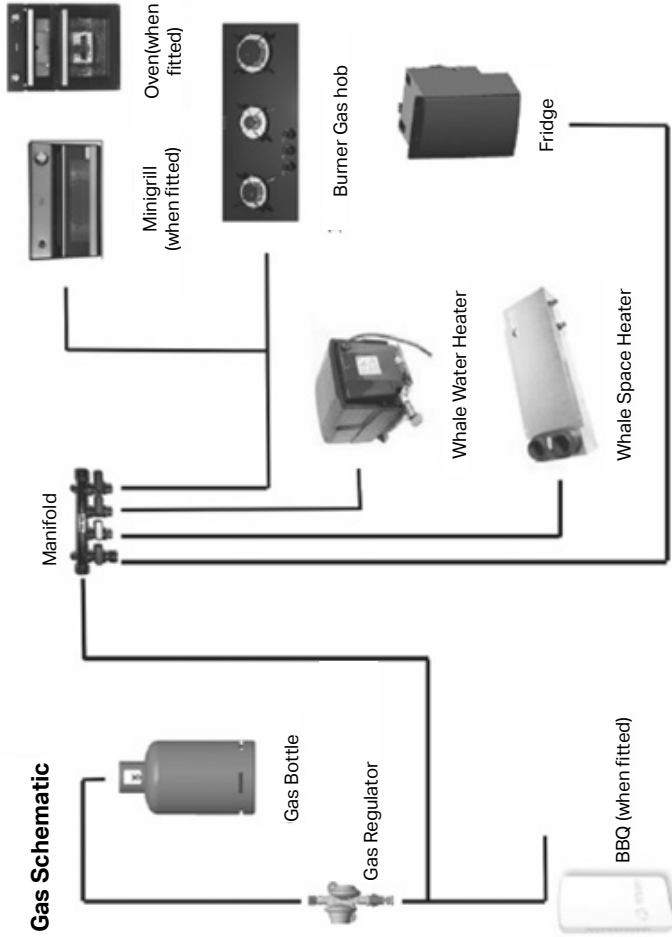 Gas Schematic
Gas Bottle
Gas Regulator
BBQ (when fitted)
Manifold
Minigrill
(when fitted)
Oven(when
fitted)
Burner Gas hob
Whale Water Heater
Whale Space Heater
Fridge